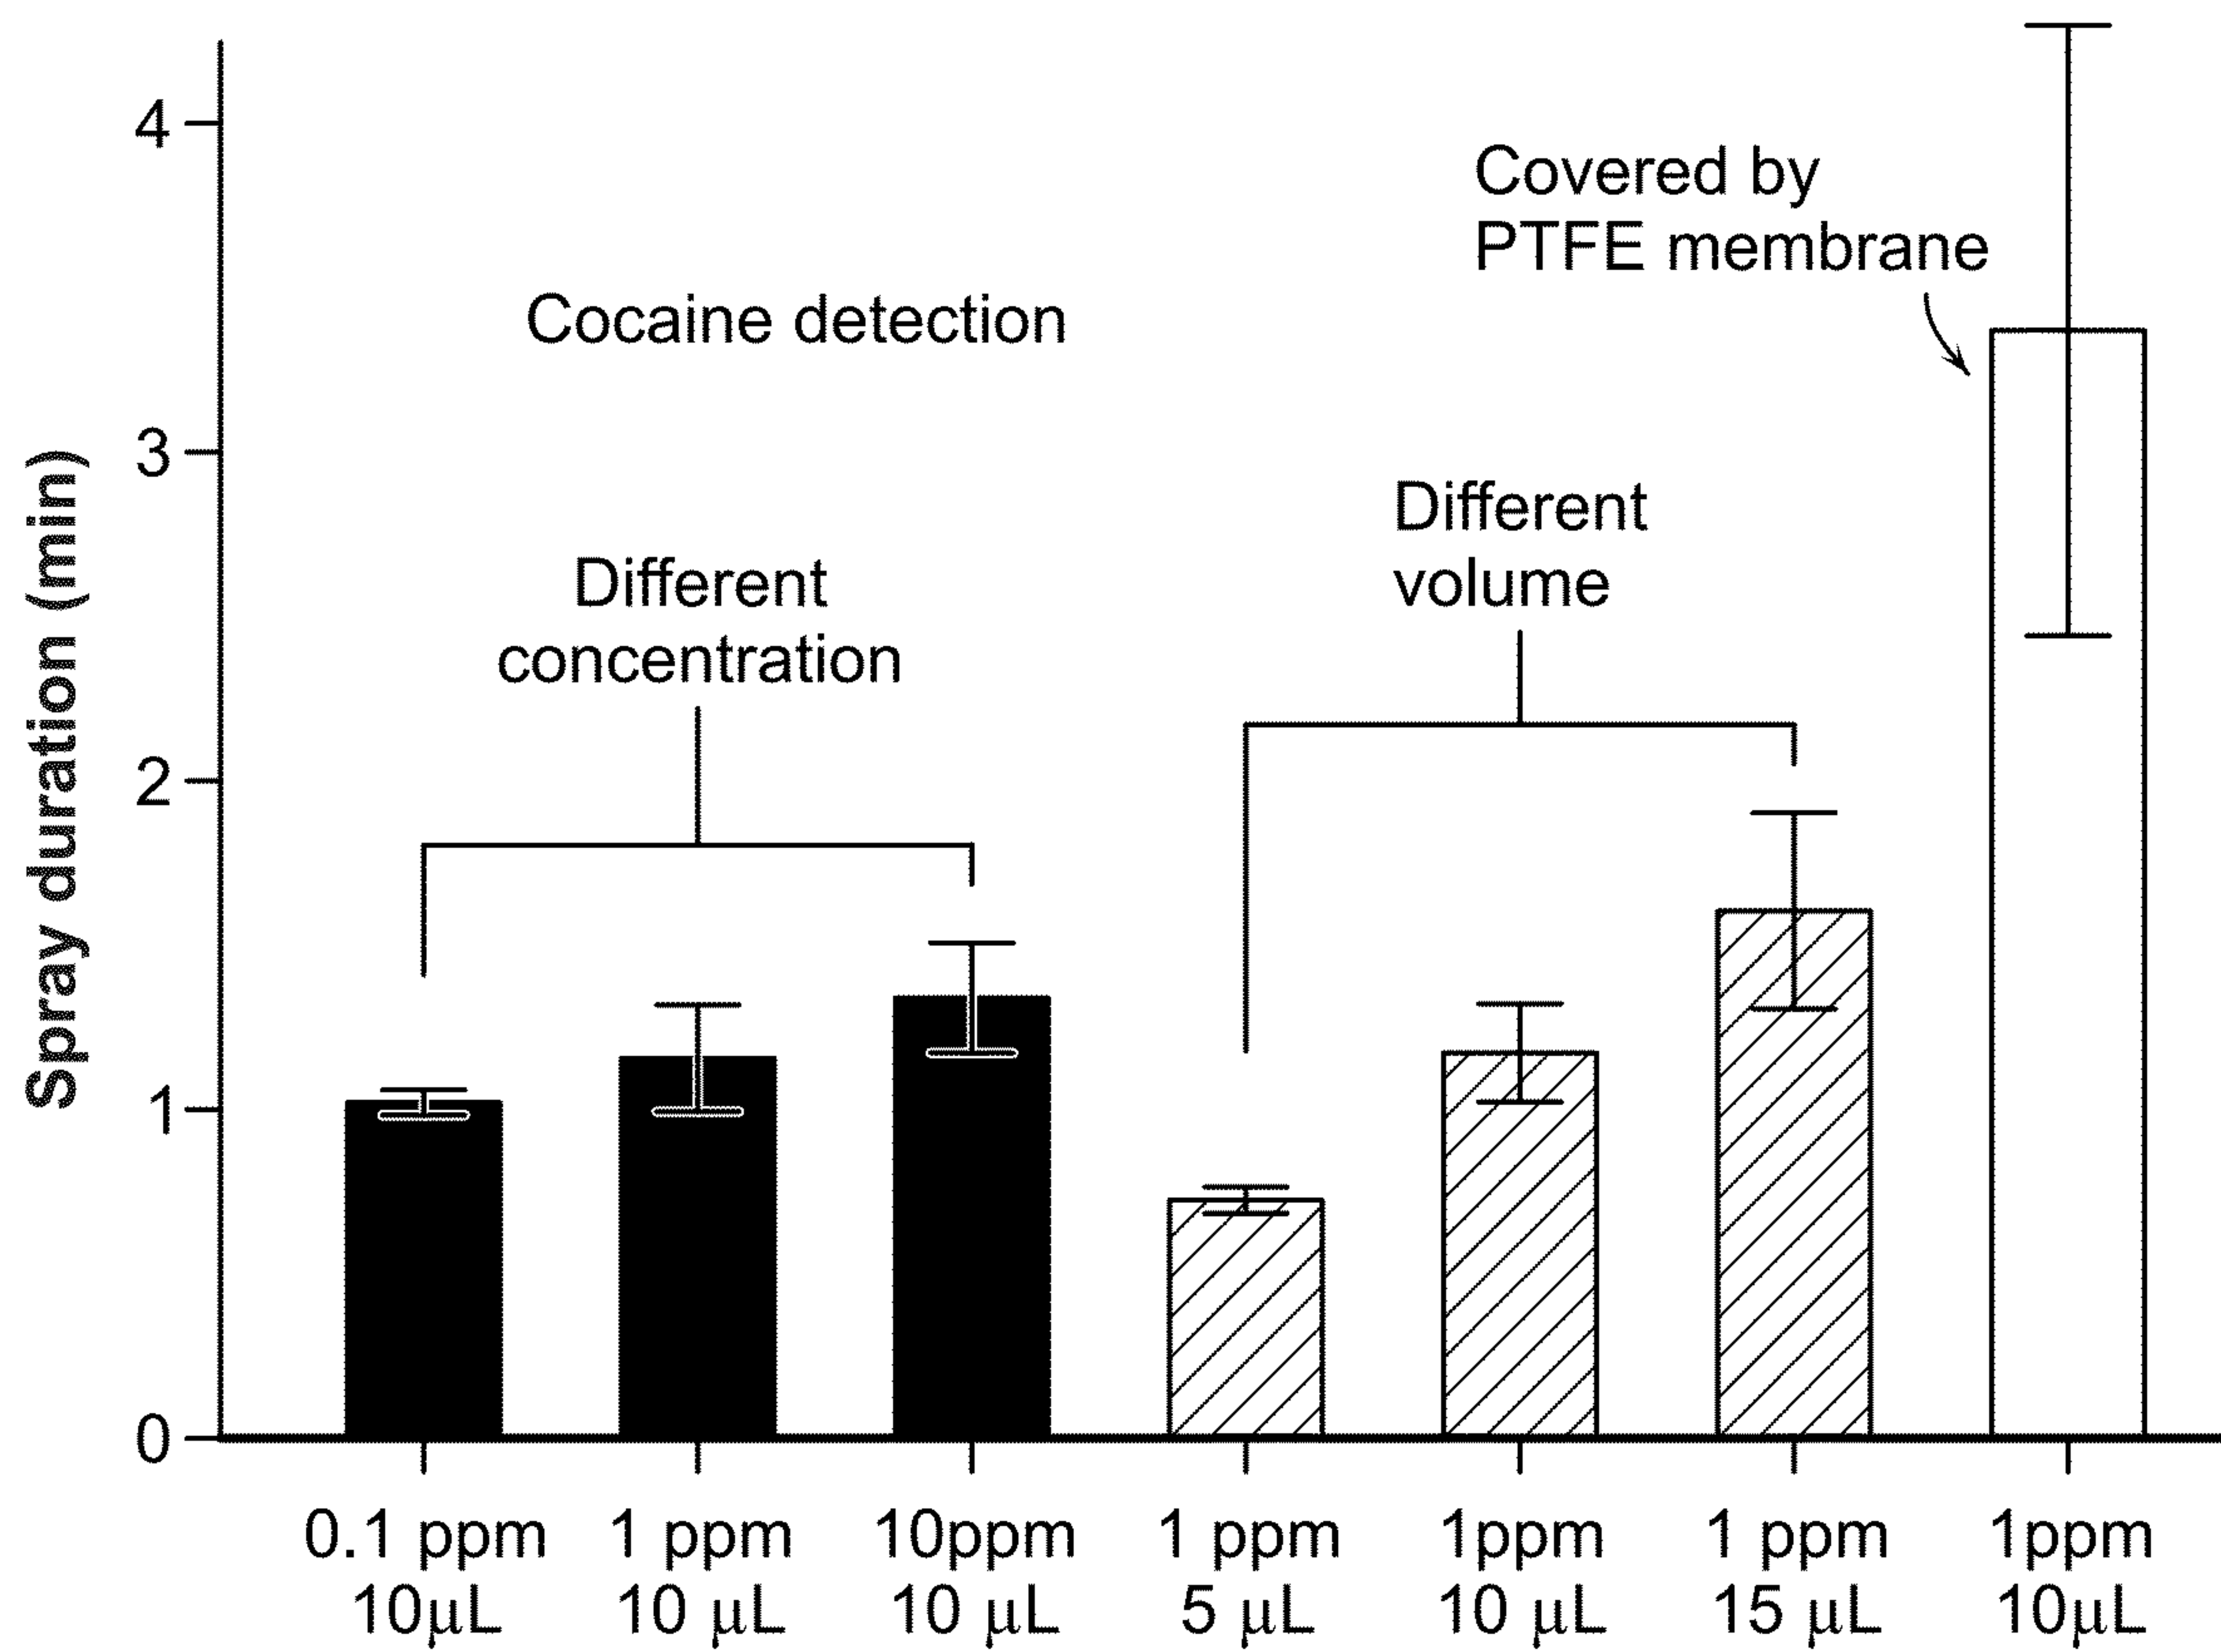 Spray duration (min)
4
3
2
1
0
Cocaine detection
Different
concentration
Different
volume
Covered by
PTFE membrane
0.1 ppm
10μL
1 ppm
10 μL
10ppm
10 μL
1 ppm
5 μL
1ppm
10 μL
1 ppm
15 μL
1ppm
10μL